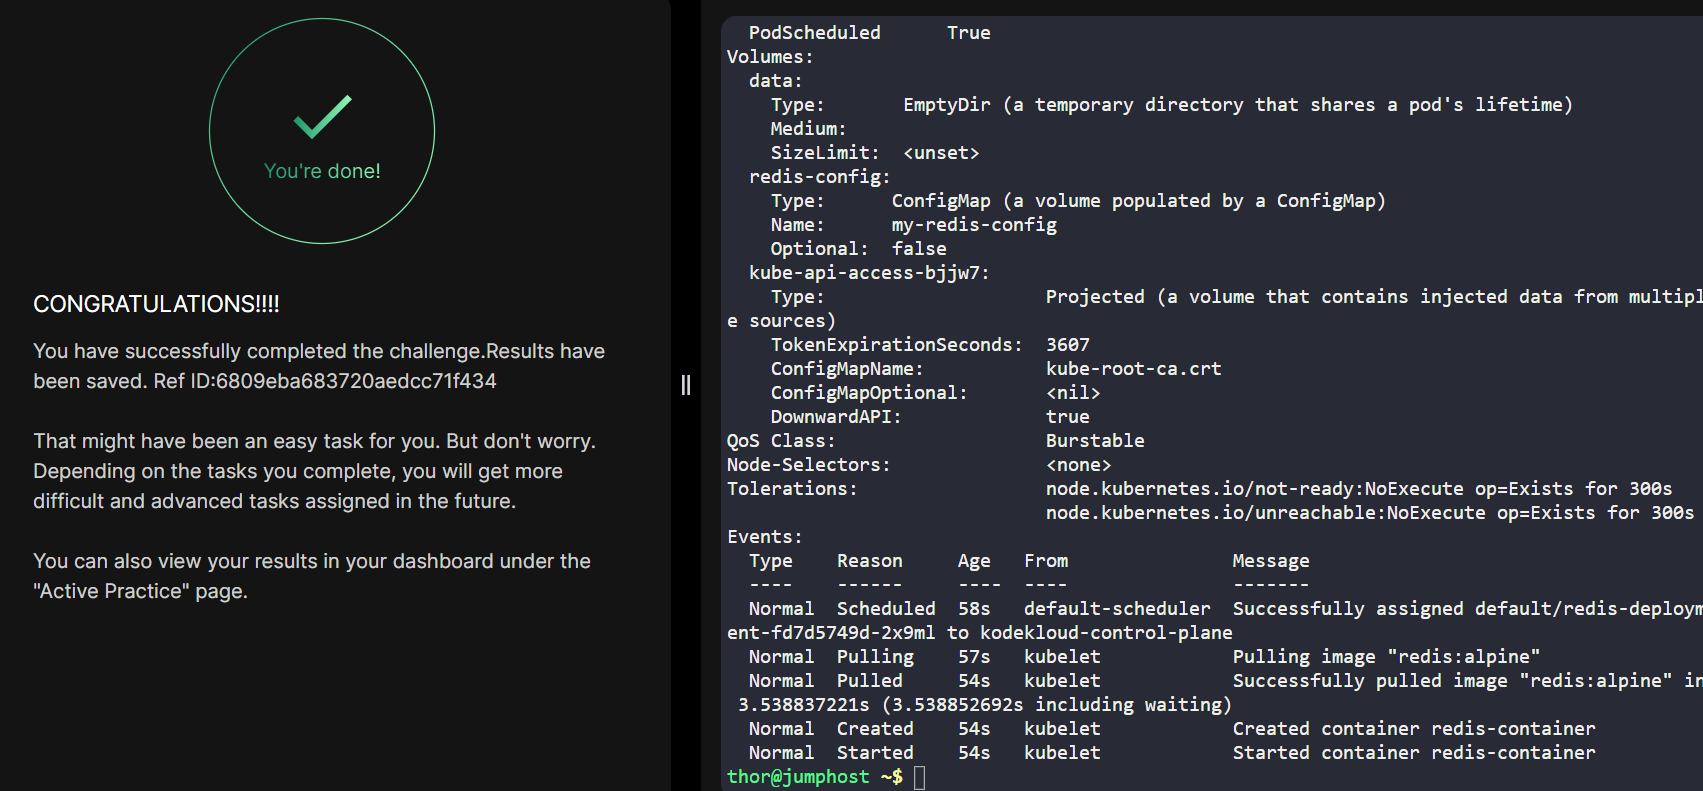 You're done!
CONGRATULATIONS!!!!
You have successfully completed the challenge.Results have
been saved. Ref ID:6809eba683720aedcc71f434
That might have been an easy task for you. But don't worry.
Depending on the tasks you complete, you will get more
difficult and advanced tasks assigned in the future.
You can also view your results in your dashboard under the
"Active Practice" page.
PodScheduled      True
Volumes:
data:
Type:       EmptyDir (a temporary directory that shares a pod's lifetime)
Medium:
SizeLimit:  <unset>
redis-config:
Type:      ConfigMap (a volume populated by a ConfigMap)
Name:      my-redis-config
Optional:  false
kube-api-access-bjjw7:
Type:                    Projected (a volume that contains injected data from multipl
e sources)
TokenExpirationSeconds:  3607
ConfigMapName:           kube-root-ca.crt
ConfigMapOptional:       <nil>
DownwardAPI:             true
QoS Class:                   Burstable
Node-Selectors:              <none>
Tolerations:                 node.kubernetes.io/not-ready:NoExecute op=Exists for 300s
node.kubernetes.io/unreachable:NoExecute op=Exists for 300s
Events:
Type    Reason     Age   From               Message
----    ------     ----  ----               -------
Normal  Scheduled  58s   default-scheduler  Successfully assigned default/redis-deploym
ent-fd7d5749d-2x9ml to kodekloud-control-plane
Normal  Pulling    57s   kubelet            Pulling image "redis:alpine"
Normal  Pulled     54s   kubelet            Successfully pulled image "redis:alpine" in
3.538837221s (3.538852692s including waiting)
Normal  Created    54s   kubelet            Created container redis-container
Normal  Started    54s   kubelet            Started container redis-container
thor@jumphost ~$